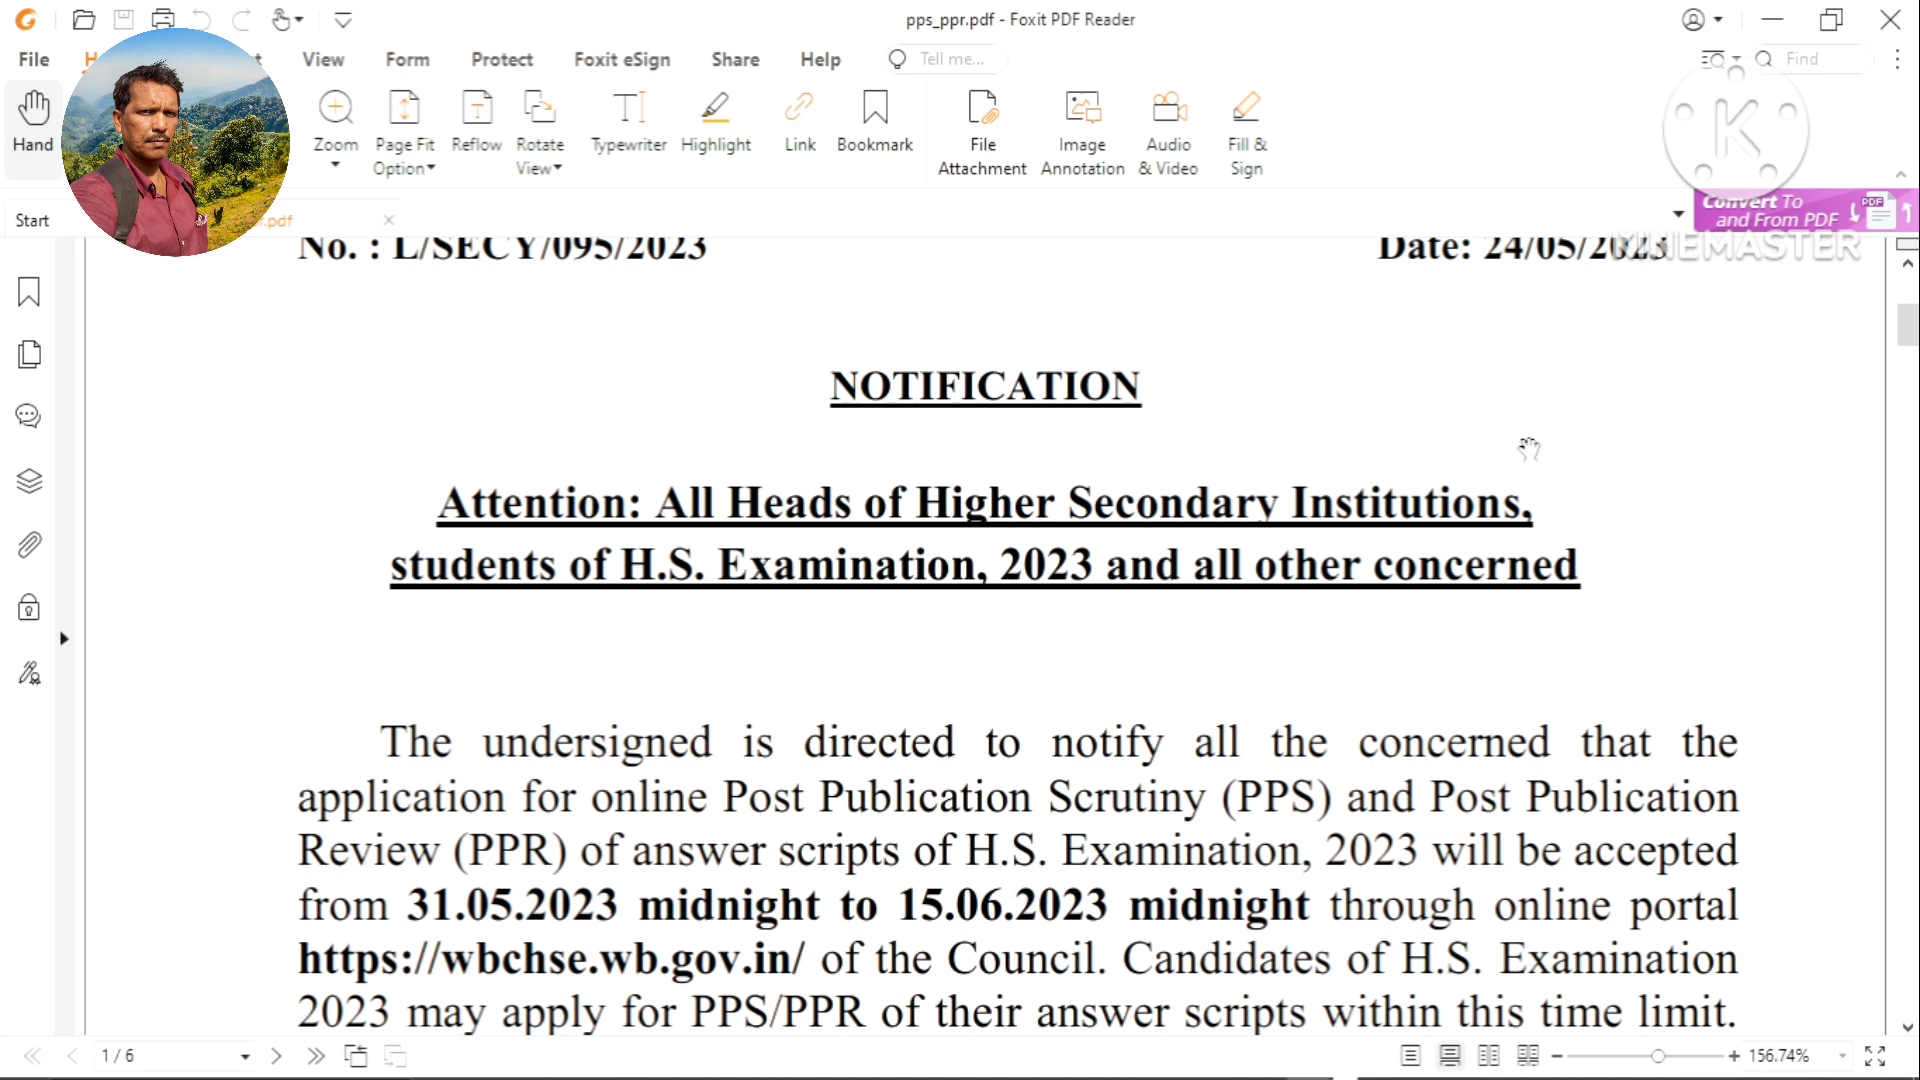 pps_ppr.pdf - Foxit PDF Reader
File
View
Form
Protect
Foxit eSign
Share
Help
Tell me...
Find
Hand
Zoom
Page Fit
Option
Reflow
Rotate
View
Typewriter
Highlight
Link
Bookmark
File
Attachment
Image
Annotation
Audio
& Video
Fill &
Sign
K
Start
.pdf
Convert To
and From PDF
PDF
KINEMASTER
No. : L/SECY/095/2023
Date: 24/05/2023
NOTIFICATION
Attention: All Heads of Higher Secondary Institutions,
students of H.S. Examination, 2023 and all other concerned
The undersigned is directed to notify all the concerned that the
application for online Post Publication Scrutiny (PPS) and Post Publication
Review (PPR) of answer scripts of H.S. Examination, 2023 will be accepted
from 31.05.2023 midnight to 15.06.2023 midnight through online portal
https://wbchse.wb.gov.in/ of the Council. Candidates of H.S. Examination
2023 may apply for PPS/PPR of their answer scripts within this time limit.
1 / 6
156.74%